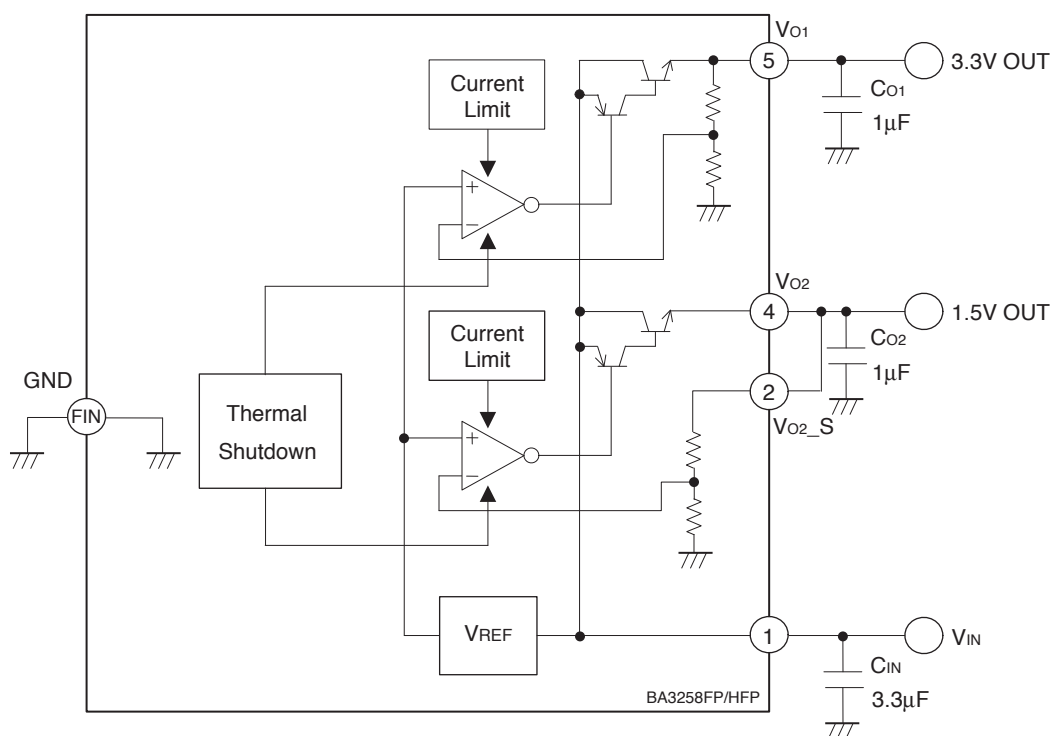 VO1
5
3.3V OUT
CO1
1μF
Current
Limit
+
−
VO2
4
1.5V OUT
CO2
1μF
Current
Limit
2
VO2_S
GND
FIN
Thermal
Shutdown
+
−
VREF
1
VIN
CIN
3.3μF
BA3258FP/HFP